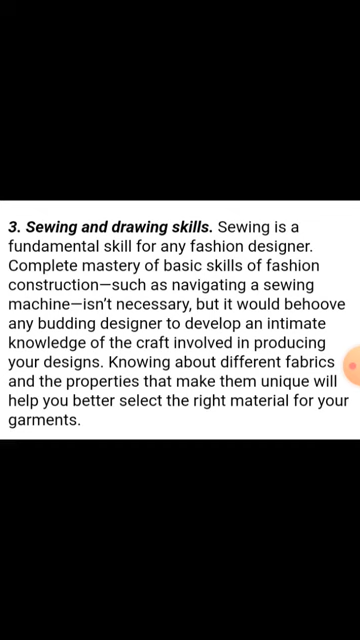 3. Sewing and drawing skills. Sewing is a
fundamental skill for any fashion designer.
Complete mastery of basic skills of fashion
construction—such as navigating a sewing
machine—isn't necessary, but it would behoove
any budding designer to develop an intimate
knowledge of the craft involved in producing
your designs. Knowing about different fabrics
and the properties that make them unique will
help you better select the right material for your
garments.